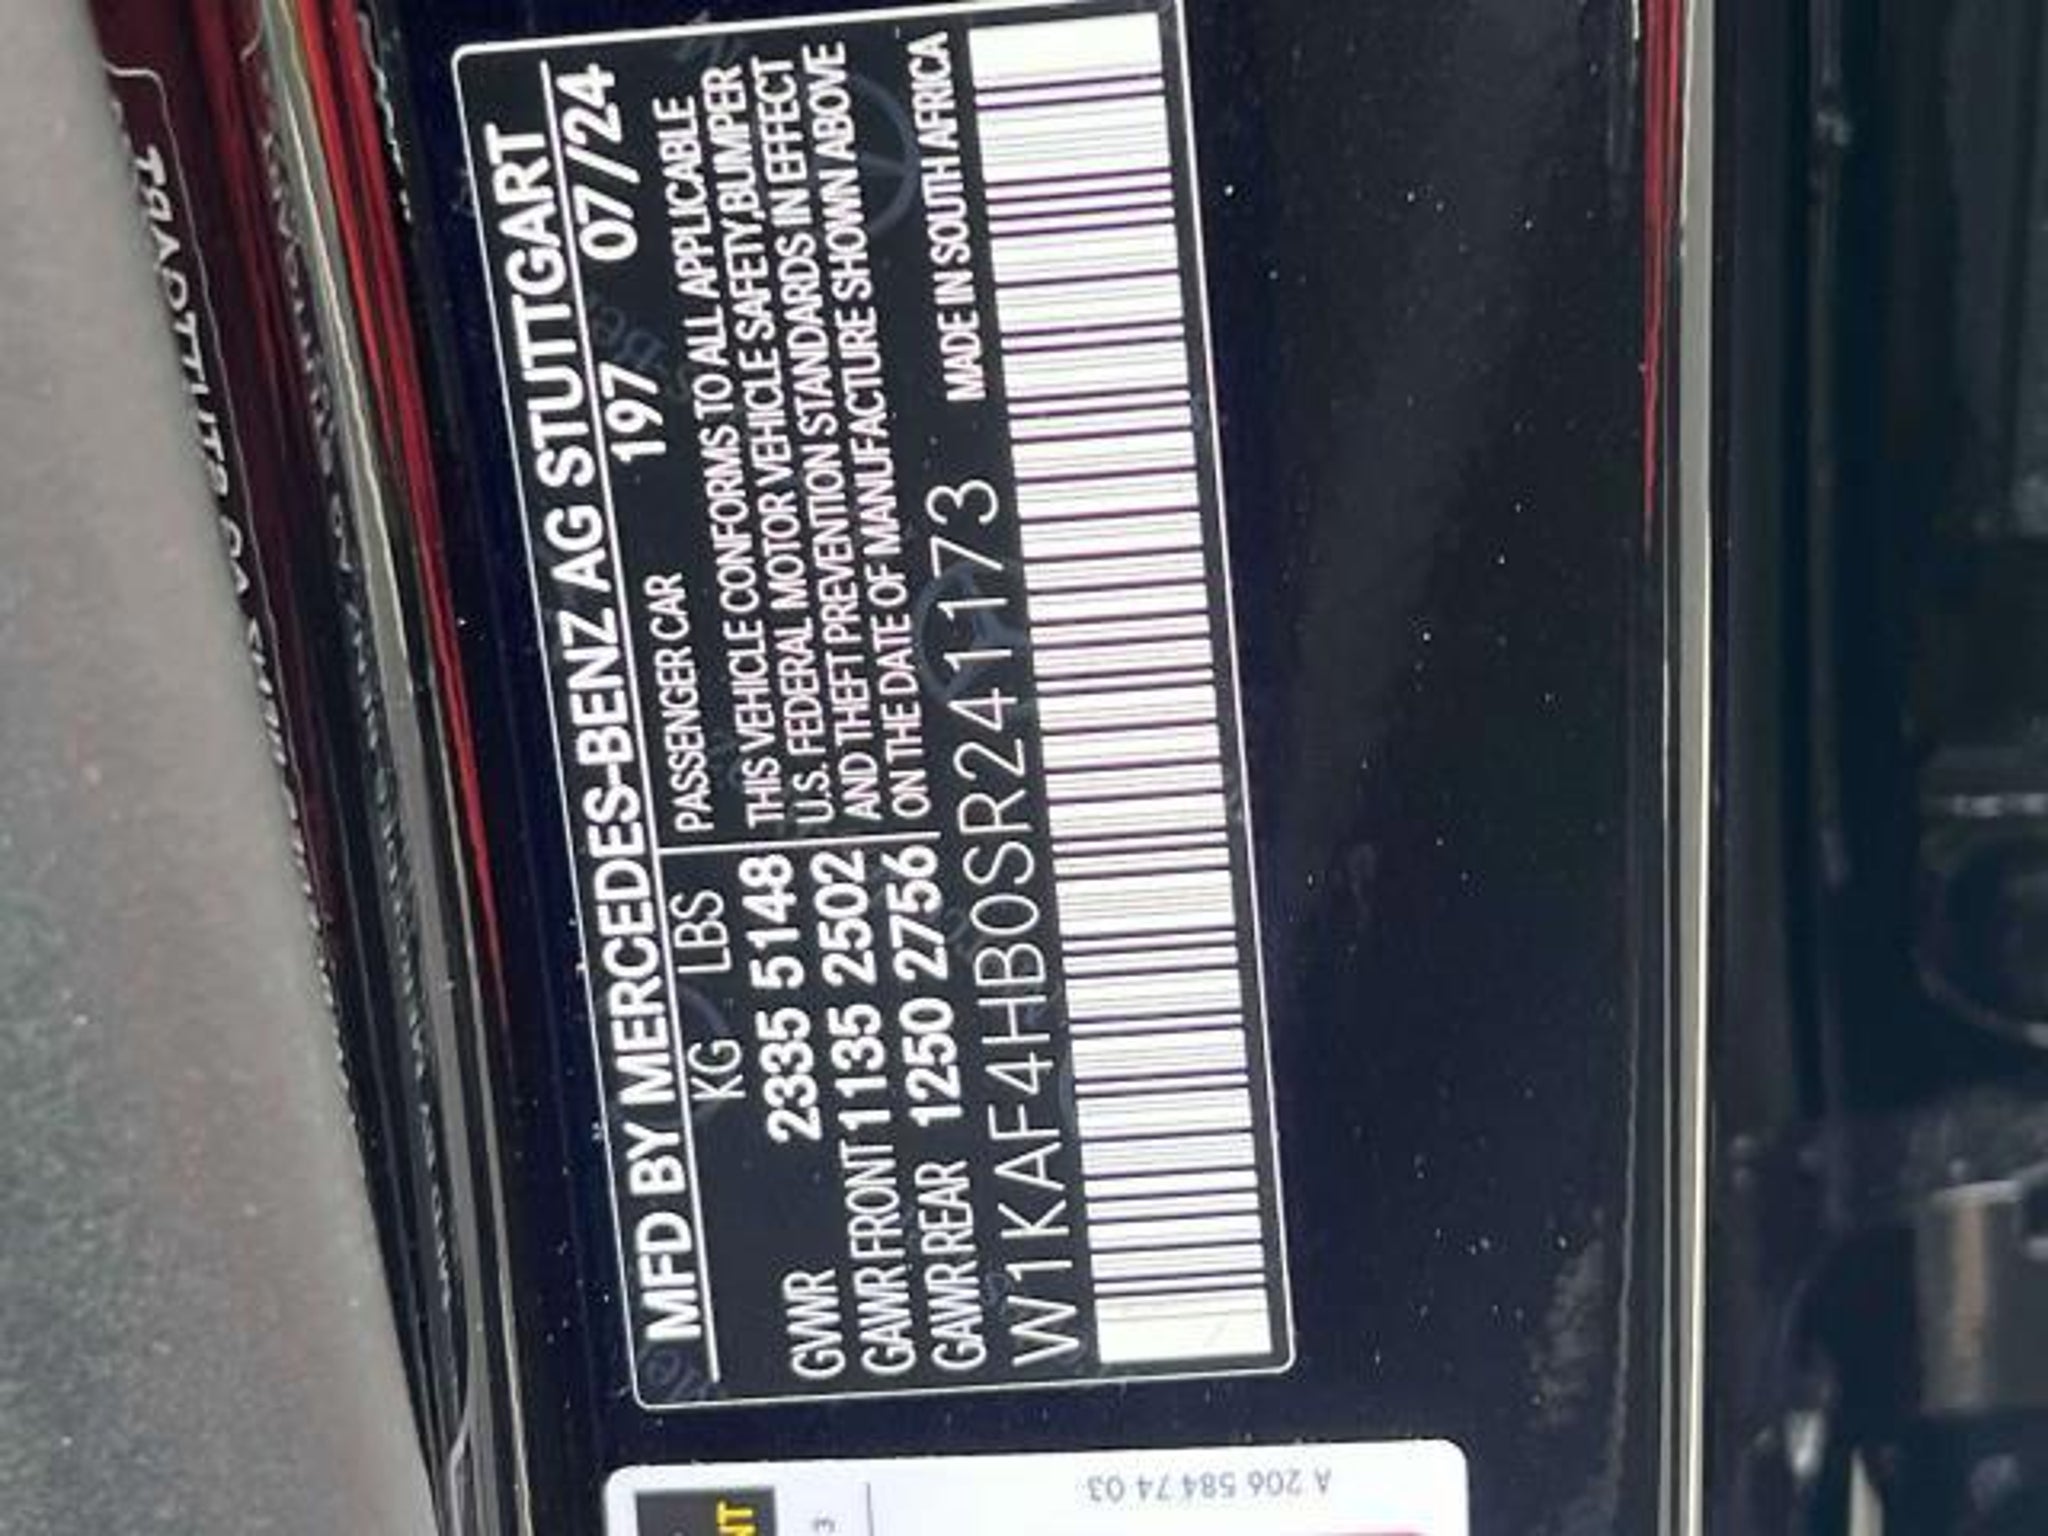 MFD BY MERCEDES-BENZ AG STUTTGART
KG LBS 197 07/24
PASSENGER CAR
GVWR 2335 5148
GAWR FRONT 1135 2502
GAWR REAR 1250 2756
THIS VEHICLE CONFORMS TO ALL APPLICABLE
U.S. FEDERAL MOTOR VEHICLE SAFETY,BUMPER
AND THEFT PREVENTION STANDARDS IN EFFECT
ON THE DATE OF MANUFACTURE SHOWN ABOVE
MADE IN SOUTH AFRICA
W1KAF4HB0SR241173
A 206 584 74 03